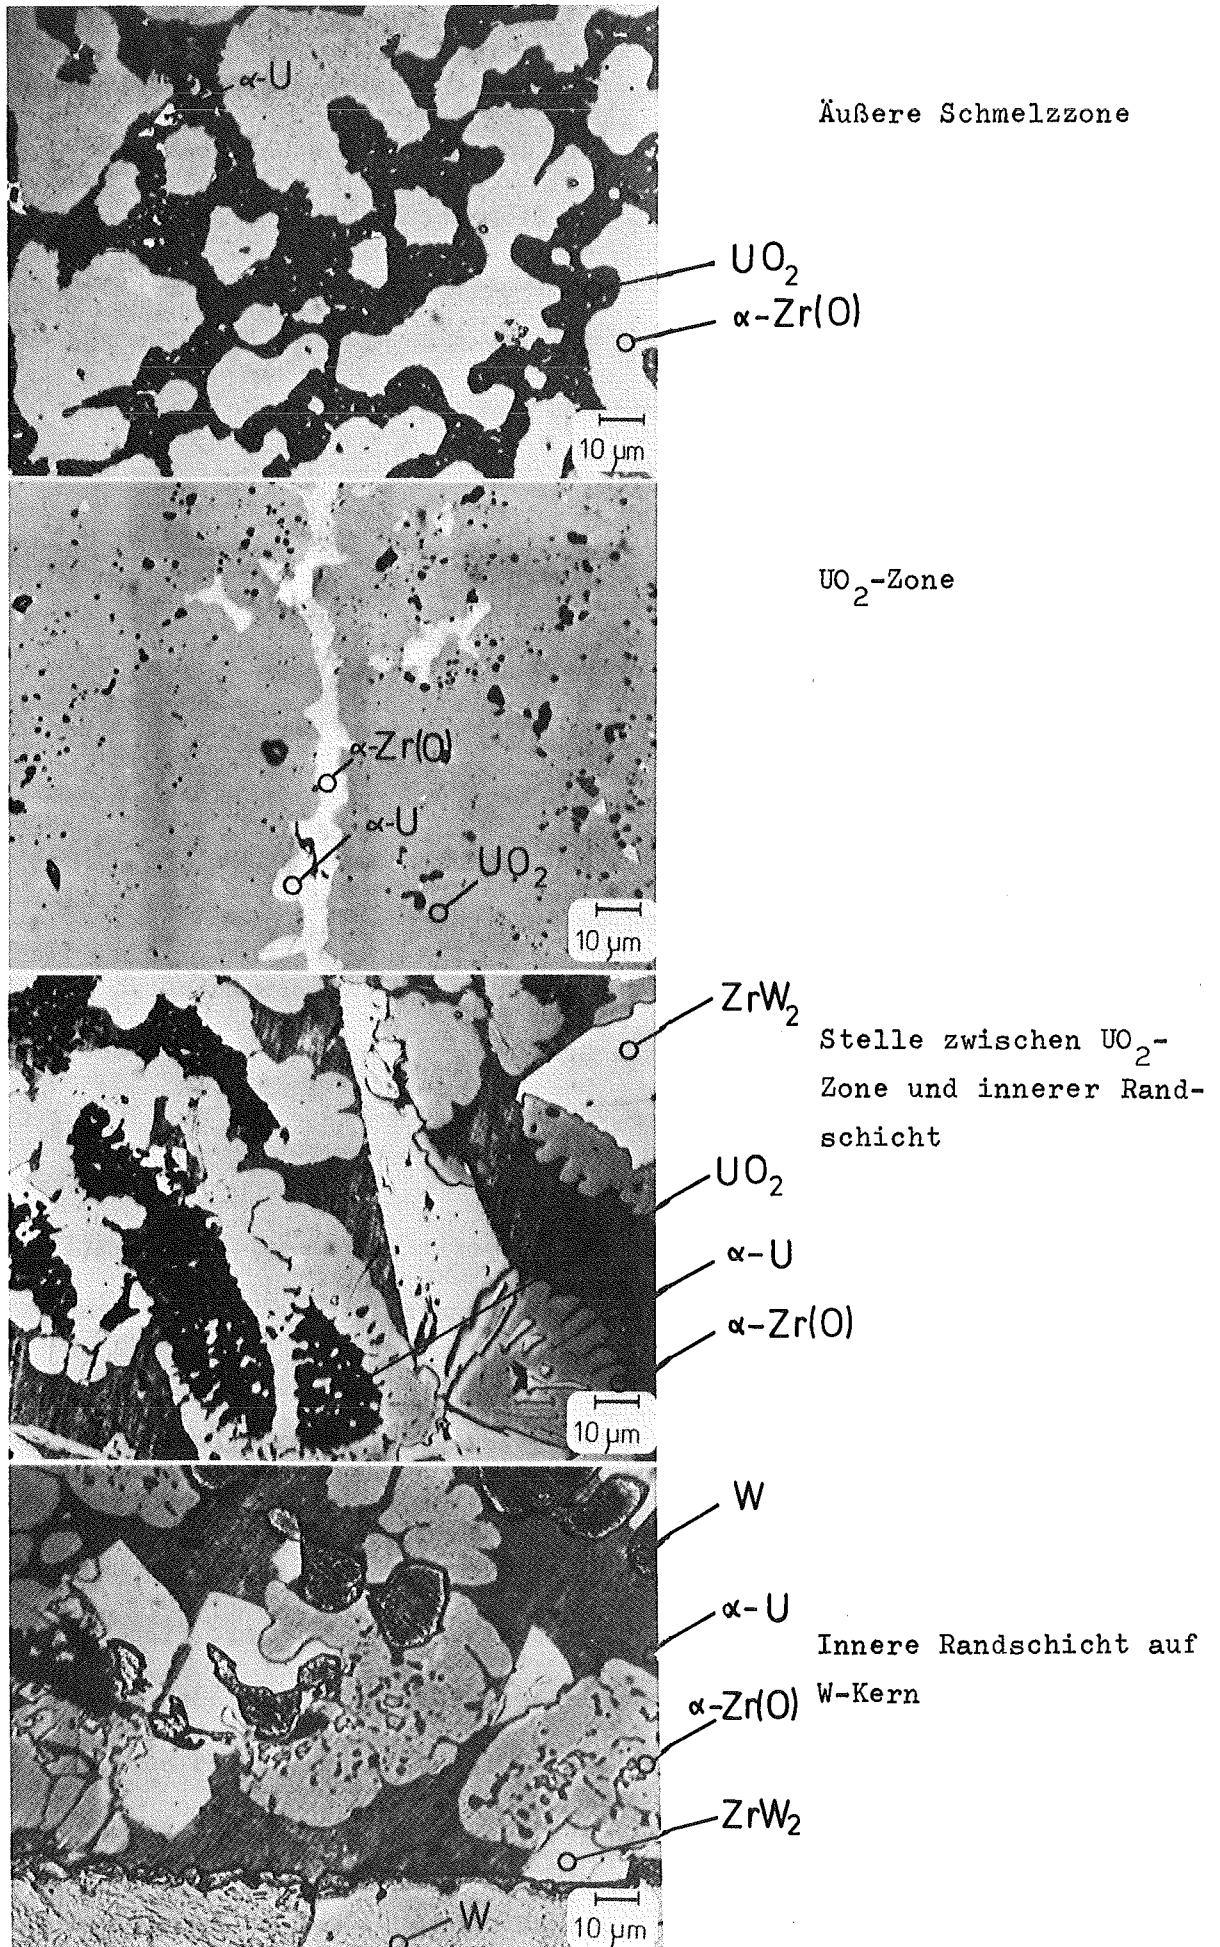 α-U
Äußere Schmelzzone
UO₂
α-Zr(O)
10 µm
UO₂-Zone
α-Zr(O)
α-U
UO₂
10 µm
ZrW₂
Stelle zwischen UO₂-
Zone und innerer Rand-
schicht
UO₂
α-U
α-Zr(O)
10 µm
W
α-U
Innere Randschicht auf
W-Kern
α-Zr(O)
ZrW₂
W
10 µm